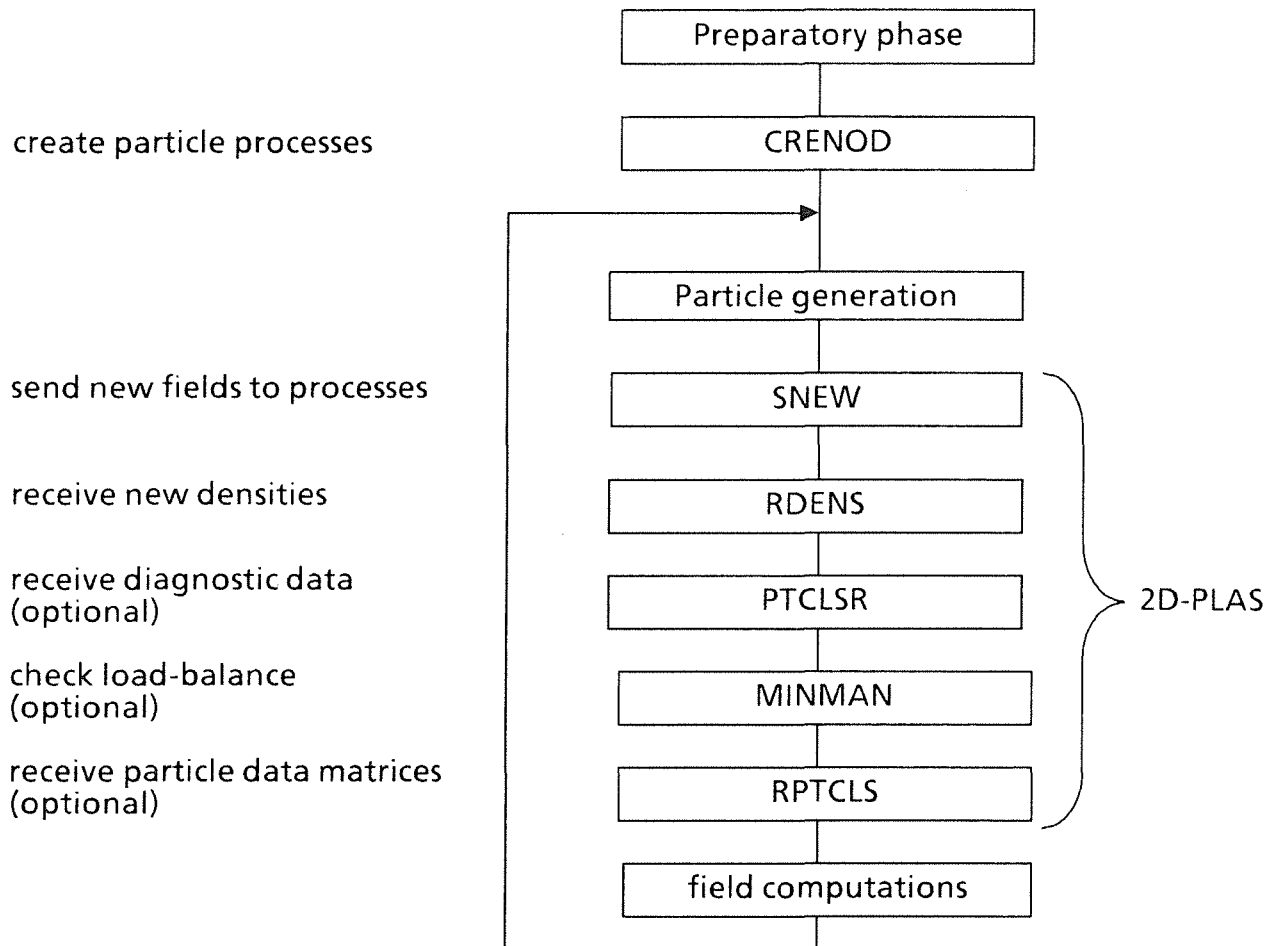 Preparatory phase
create particle processes
CRENOD
Particle generation
send new fields to processes
SNEW
receive new densities
RDENS
receive diagnostic data
(optional)
PTCLSR
2D-PLAS
check load-balance
(optional)
MINMAN
receive particle data matrices
(optional)
RPTCLS
field computations